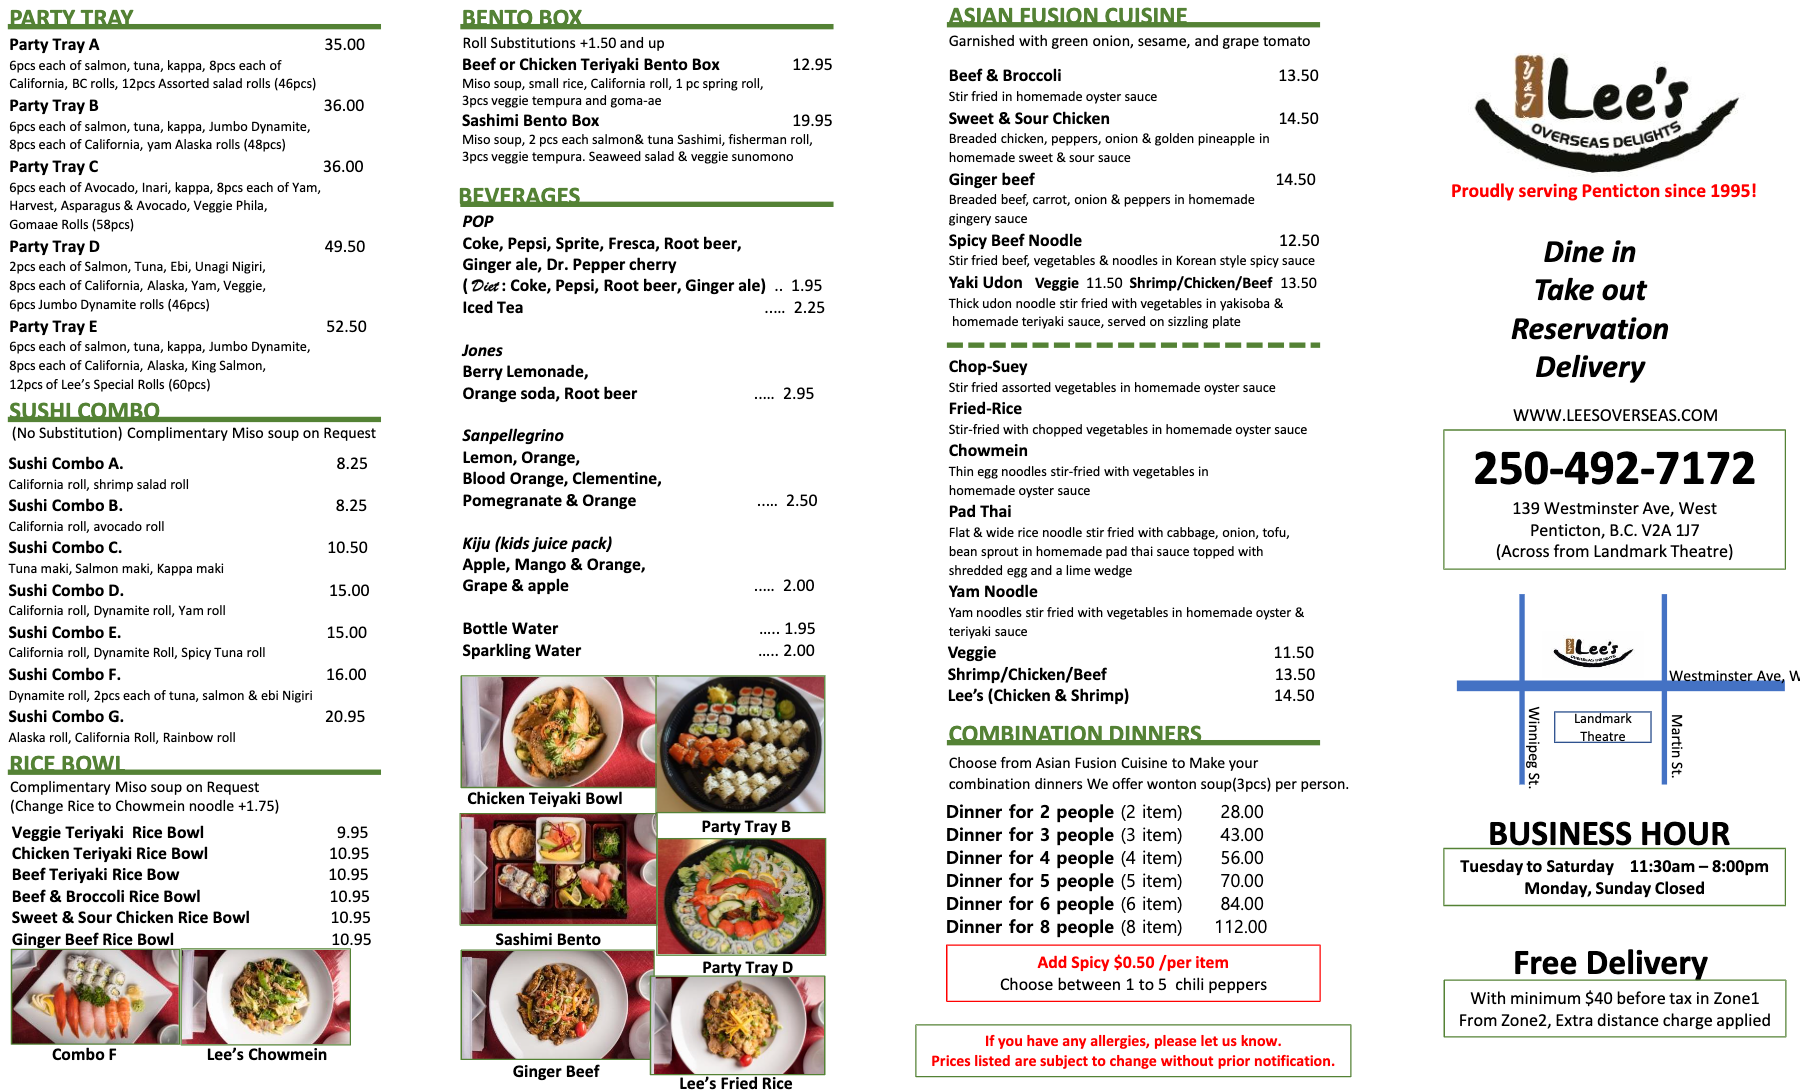 PARTY TRAY
Party Tray A 35.00
6pcs each of salmon, tuna, kappa, 8pcs each of
California, BC rolls, 12pcs Assorted salad rolls (46pcs)
Party Tray B 36.00
6pcs each of salmon, tuna, kappa, Jumbo Dynamite,
8pcs each of California, yam Alaska rolls (48pcs)
Party Tray C 36.00
6pcs each of Avocado, Inari, kappa, 8pcs each of Yam,
Harvest, Asparagus & Avocado, Veggie Phila,
Gomaae Rolls (58pcs)
Party Tray D 49.50
2pcs each of Salmon, Tuna, Ebi, Unagi Nigiri,
8pcs each of California, Alaska, Yam, Veggie,
6pcs Jumbo Dynamite rolls (46pcs)
Party Tray E 52.50
6pcs each of salmon, tuna, kappa, Jumbo Dynamite,
8pcs each of California, Alaska, King Salmon,
12pcs of Lee's Special Rolls (60pcs)
SUSHI COMBO
(No Substitution) Complimentary Miso soup on Request
Sushi Combo A. 8.25
California roll, shrimp salad roll
Sushi Combo B. 8.25
California roll, avocado roll
Sushi Combo C. 10.50
Tuna maki, Salmon maki, Kappa maki
Sushi Combo D. 15.00
California roll, Dynamite roll, Yam roll
Sushi Combo E. 15.00
California roll, Dynamite Roll, Spicy Tuna roll
Sushi Combo F. 16.00
Dynamite roll, 2pcs each of tuna, salmon & ebi Nigiri
Sushi Combo G. 20.95
Alaska roll, California Roll, Rainbow roll
RICE BOWL
Complimentary Miso soup on Request
(Change Rice to Chowmein noodle +1.75)
Veggie Teriyaki Rice Bowl 9.95
Chicken Teriyaki Rice Bowl 10.95
Beef Teriyaki Rice Bow 10.95
Beef & Broccoli Rice Bowl 10.95
Sweet & Sour Chicken Rice Bowl 10.95
Ginger Beef Rice Bowl 10.95
Combo F
Lee's Chowmein
BENTO BOX
Roll Substitutions +1.50 and up
Beef or Chicken Teriyaki Bento Box 12.95
Miso soup, small rice, California roll, 1 pc spring roll,
3pcs veggie tempura and goma-ae
Sashimi Bento Box 19.95
Miso soup, 2 pcs each salmon& tuna Sashimi, fisherman roll,
3pcs veggie tempura. Seaweed salad & veggie sunomono
BEVERAGES
POP
Coke, Pepsi, Sprite, Fresca, Root beer,
Ginger ale, Dr. Pepper cherry
( Diet : Coke, Pepsi, Root beer, Ginger ale) .. 1.95
Iced Tea ..... 2.25
Jones
Berry Lemonade,
Orange soda, Root beer ..... 2.95
Sanpellegrino
Lemon, Orange,
Blood Orange, Clementine,
Pomegranate & Orange ..... 2.50
Kiju (kids juice pack)
Apple, Mango & Orange,
Grape & apple ..... 2.00
Bottle Water ..... 1.95
Sparkling Water ..... 2.00
Chicken Teiyaki Bowl
Party Tray B
Sashimi Bento
Party Tray D
Ginger Beef
Lee's Fried Rice
ASIAN FUSION CUISINE
Garnished with green onion, sesame, and grape tomato
Beef & Broccoli 13.50
Stir fried in homemade oyster sauce
Sweet & Sour Chicken 14.50
Breaded chicken, peppers, onion & golden pineapple in
homemade sweet & sour sauce
Ginger beef 14.50
Breaded beef, carrot, onion & peppers in homemade
gingery sauce
Spicy Beef Noodle 12.50
Stir fried beef, vegetables & noodles in Korean style spicy sauce
Yaki Udon Veggie 11.50 Shrimp/Chicken/Beef 13.50
Thick udon noodle stir fried with vegetables in yakisoba &
homemade teriyaki sauce, served on sizzling plate
Chop-Suey
Stir fried assorted vegetables in homemade oyster sauce
Fried-Rice
Stir-fried with chopped vegetables in homemade oyster sauce
Chowmein
Thin egg noodles stir-fried with vegetables in
homemade oyster sauce
Pad Thai
Flat & wide rice noodle stir fried with cabbage, onion, tofu,
bean sprout in homemade pad thai sauce topped with
shredded egg and a lime wedge
Yam Noodle
Yam noodles stir fried with vegetables in homemade oyster &
teriyaki sauce
Veggie 11.50
Shrimp/Chicken/Beef 13.50
Lee's (Chicken & Shrimp) 14.50
COMBINATION DINNERS
Choose from Asian Fusion Cuisine to Make your
combination dinners We offer wonton soup(3pcs) per person.
Dinner for 2 people (2 item) 28.00
Dinner for 3 people (3 item) 43.00
Dinner for 4 people (4 item) 56.00
Dinner for 5 people (5 item) 70.00
Dinner for 6 people (6 item) 84.00
Dinner for 8 people (8 item) 112.00
Add Spicy $0.50 /per item
Choose between 1 to 5 chili peppers
If you have any allergies, please let us know.
Prices listed are subject to change without prior notification.
Y&J Lee's
OVERSEAS DELIGHTS
Proudly serving Penticton since 1995!
Dine in
Take out
Reservation
Delivery
WWW.LEESOVERSEAS.COM
250-492-7172
139 Westminster Ave, West
Penticton, B.C. V2A 1J7
(Across from Landmark Theatre)
Y&J Lee's
OVERSEAS DELIGHTS
Westminster Ave, W
Winnipeg St.
Landmark
Theatre
Martin St.
BUSINESS HOUR
Tuesday to Saturday 11:30am – 8:00pm
Monday, Sunday Closed
Free Delivery
With minimum $40 before tax in Zone1
From Zone2, Extra distance charge applied